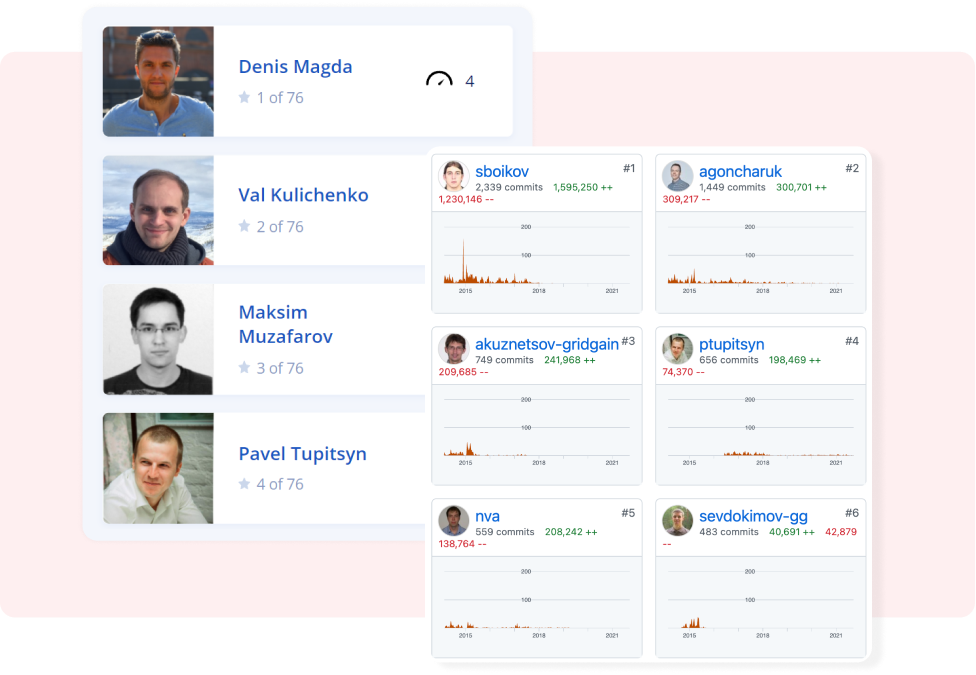 Denis Magda
1 of 76
4
Val Kulichenko
2 of 76
Maksim
Muzafarov
3 of 76
Pavel Tupitsyn
4 of 76
sboikov #1
2,339 commits 1,595,250 ++
1,230,146 --
200
100
2015 2018 2021
agoncharuk #2
1,449 commits 300,701 ++
309,217 --
200
100
2015 2018 2021
akuznetsov-gridgain #3
749 commits 241,968 ++
209,685 --
200
100
2015 2018 2021
ptupitsyn #4
656 commits 198,469 ++
74,370 --
200
100
2015 2018 2021
nva #5
559 commits 208,242 ++
138,764 --
200
100
2015 2018 2021
sevdokimov-gg #6
483 commits 40,691 ++ 42,879
--
200
100
2015 2018 2021